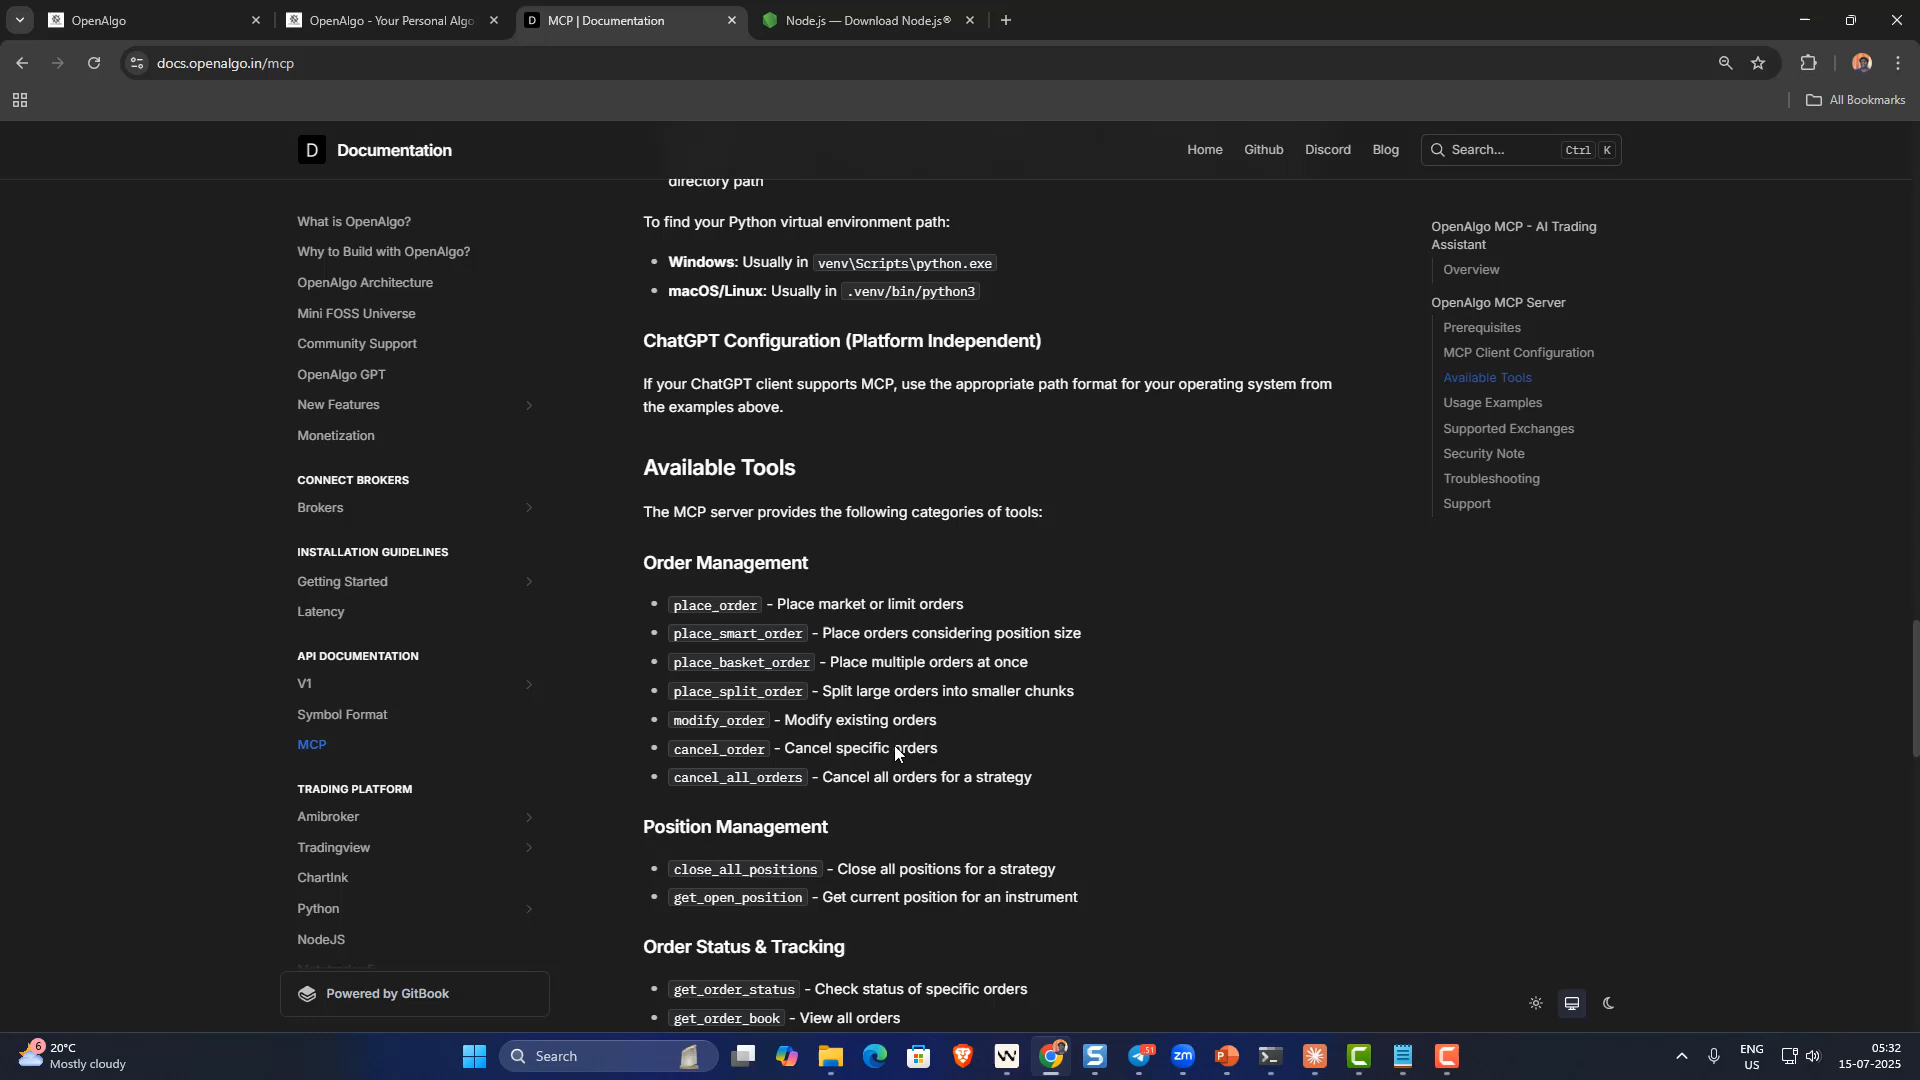 OpenAlgo
OpenAlgo - Your Personal Algo
MCP | Documentation
Node.js — Download Node.js®
docs.openalgo.in/mcp
All Bookmarks
D Documentation
Home
Github
Discord
Blog
Search...
Ctrl K
What is OpenAlgo?
Why to Build with OpenAlgo?
OpenAlgo Architecture
Mini FOSS Universe
Community Support
OpenAlgo GPT
New Features
Monetization
CONNECT BROKERS
Brokers
INSTALLATION GUIDELINES
Getting Started
Latency
API DOCUMENTATION
V1
Symbol Format
MCP
TRADING PLATFORM
Amibroker
Tradingview
ChartInk
Python
NodeJS
Powered by GitBook
directory path
To find your Python virtual environment path:
Windows: Usually in venv\Scripts\python.exe
macOS/Linux: Usually in .venv/bin/python3
ChatGPT Configuration (Platform Independent)
If your ChatGPT client supports MCP, use the appropriate path format for your operating system from
the examples above.
Available Tools
The MCP server provides the following categories of tools:
Order Management
place_order - Place market or limit orders
place_smart_order - Place orders considering position size
place_basket_order - Place multiple orders at once
place_split_order - Split large orders into smaller chunks
modify_order - Modify existing orders
cancel_order - Cancel specific orders
cancel_all_orders - Cancel all orders for a strategy
Position Management
close_all_positions - Close all positions for a strategy
get_open_position - Get current position for an instrument
Order Status & Tracking
get_order_status - Check status of specific orders
get_order_book - View all orders
OpenAlgo MCP - AI Trading
Assistant
Overview
OpenAlgo MCP Server
Prerequisites
MCP Client Configuration
Available Tools
Usage Examples
Supported Exchanges
Security Note
Troubleshooting
Support
6
20°C
Mostly cloudy
Search
51
zm
ENG
US
05:32
15-07-2025